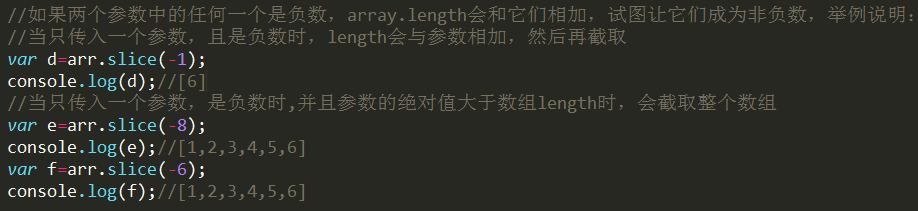 //如果两个参数中的任何一个是负数，array.length会和它们相加，试图让它们成为非负数，举例说明：
//当只传入一个参数，且是负数时，length会与参数相加，然后再截取
var d=arr.slice(-1);
console.log(d);//[6]
//当只传入一个参数，是负数时,并且参数的绝对值大于数组length时，会截取整个数组
var e=arr.slice(-8);
console.log(e);//[1,2,3,4,5,6]
var f=arr.slice(-6);
console.log(f);//[1,2,3,4,5,6]